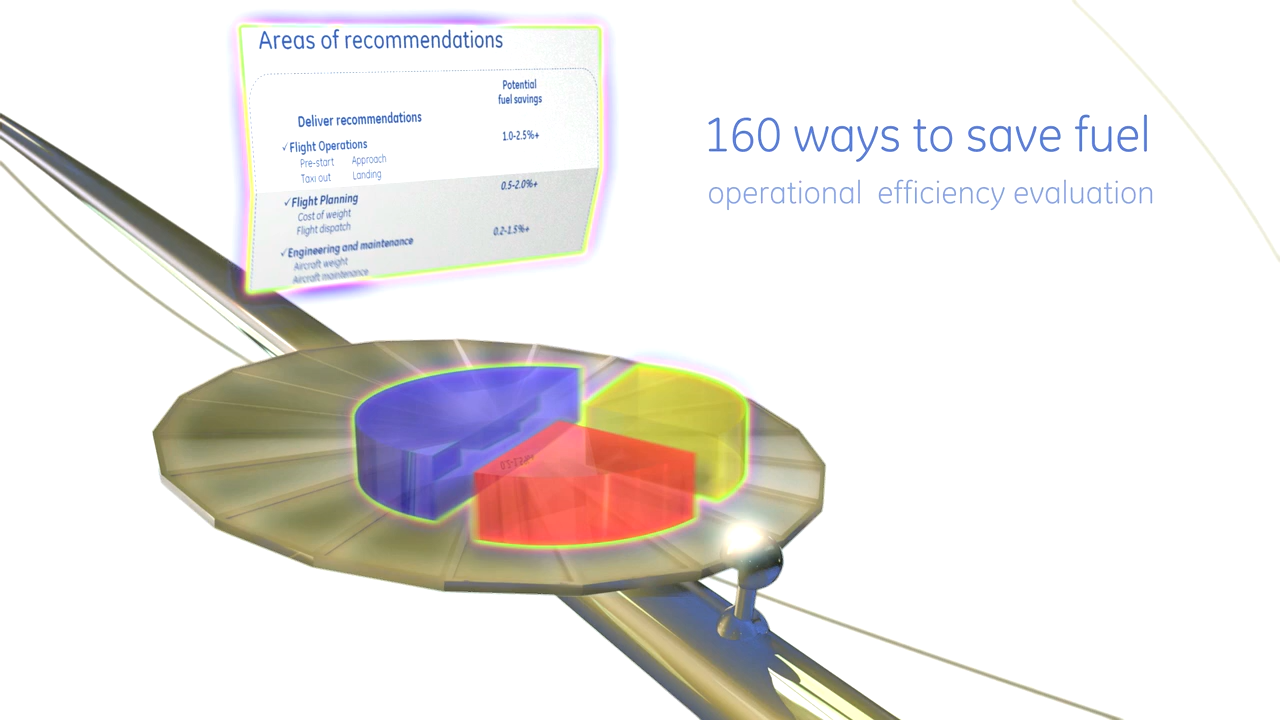 Areas of recommendations
Potential
fuel savings
Deliver recommendations
✓Flight Operations 1.0-2.5%+
Pre-start Approach
Taxi out Landing
✓Flight Planning 0.5-2.0%+
Cost of weight
Flight dispatch
✓Engineering and maintenance 0.2-1.5%+
Aircraft weight
Aircraft maintenance
160 ways to save fuel
operational efficiency evaluation